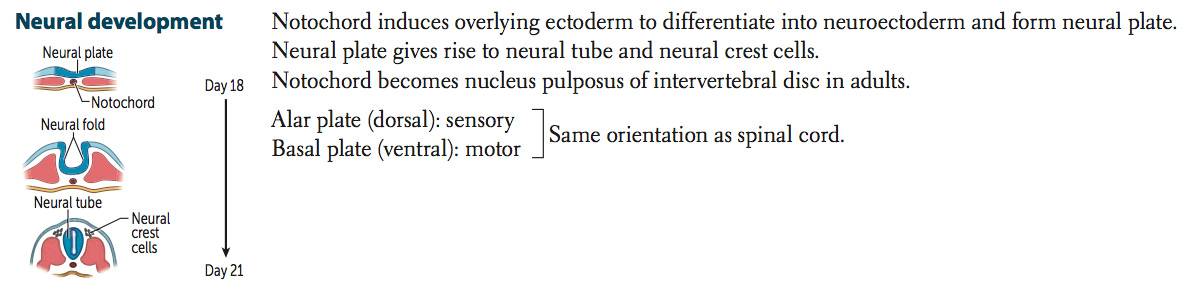 Neural development
Neural plate
Notochord
Neural fold
Neural tube
Neural
crest
cells
Day 18
Day 21
Notochord induces overlying ectoderm to differentiate into neuroectoderm and form neural plate.
Neural plate gives rise to neural tube and neural crest cells.
Notochord becomes nucleus pulposus of intervertebral disc in adults.
Alar plate (dorsal): sensory
Basal plate (ventral): motor
Same orientation as spinal cord.